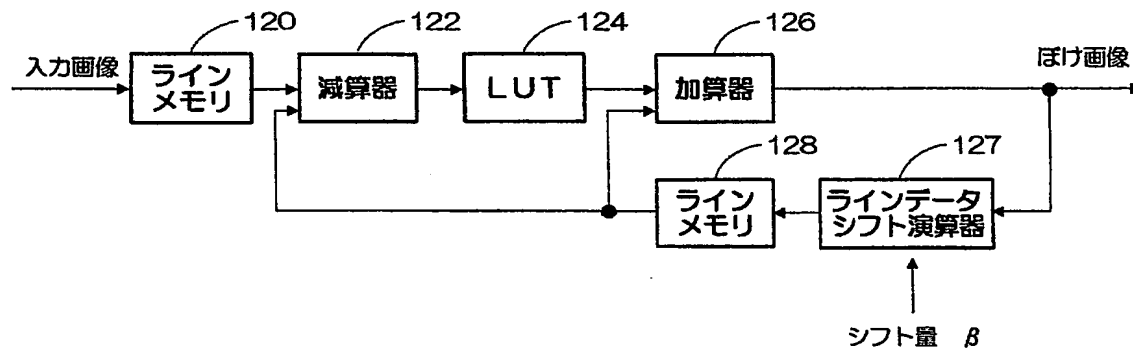 120
122
124
126
入力画像
ライン
メモリ
減算器
LUT
加算器
ぼけ画像
128
127
ライン
メモリ
ラインデータ
シフト演算器
シフト量 β